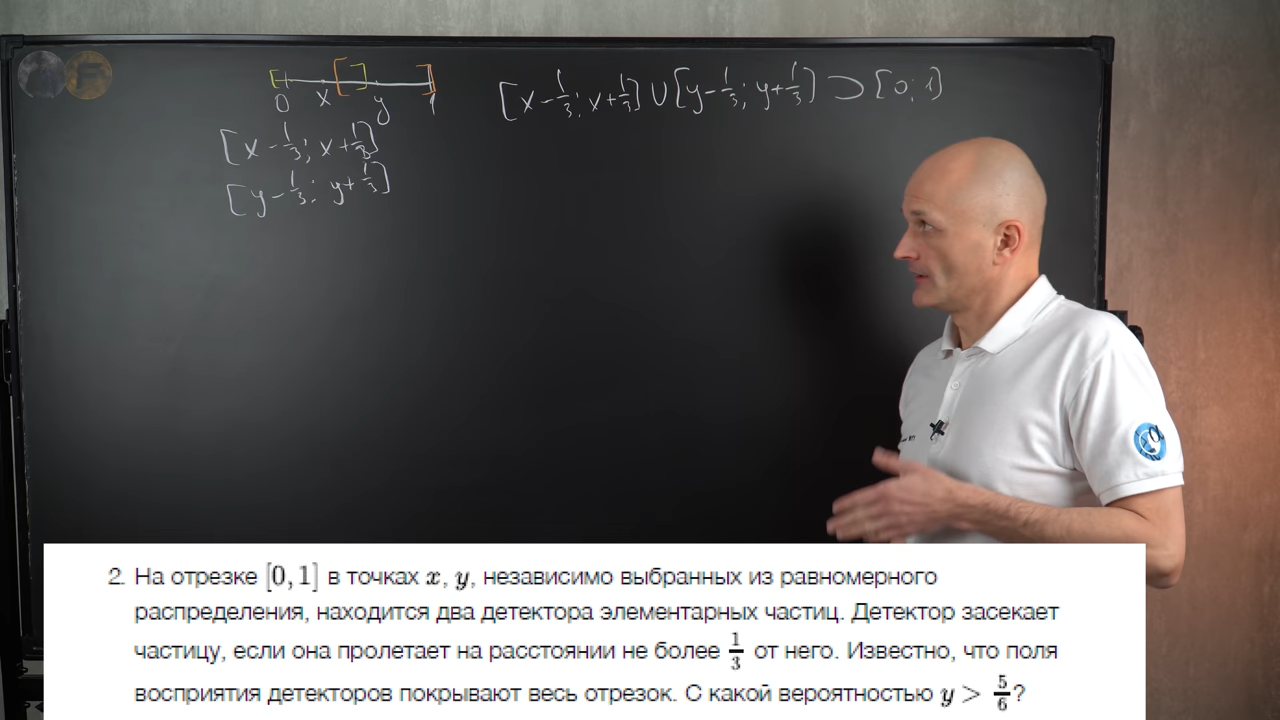 0 x y 1
[x - 1/3; x + 1/3] ∪ [y - 1/3; y + 1/3] ⊃ [0; 1]
[x - 1/3; x + 1/3]
[y - 1/3; y + 1/3]
2. На отрезке [0, 1] в точках x, y, независимо выбранных из равномерного
распределения, находится два детектора элементарных частиц. Детектор засекает
частицу, если она пролетает на расстоянии не более 1/3 от него. Известно, что поля
восприятия детекторов покрывают весь отрезок. С какой вероятностью y > 5/6?